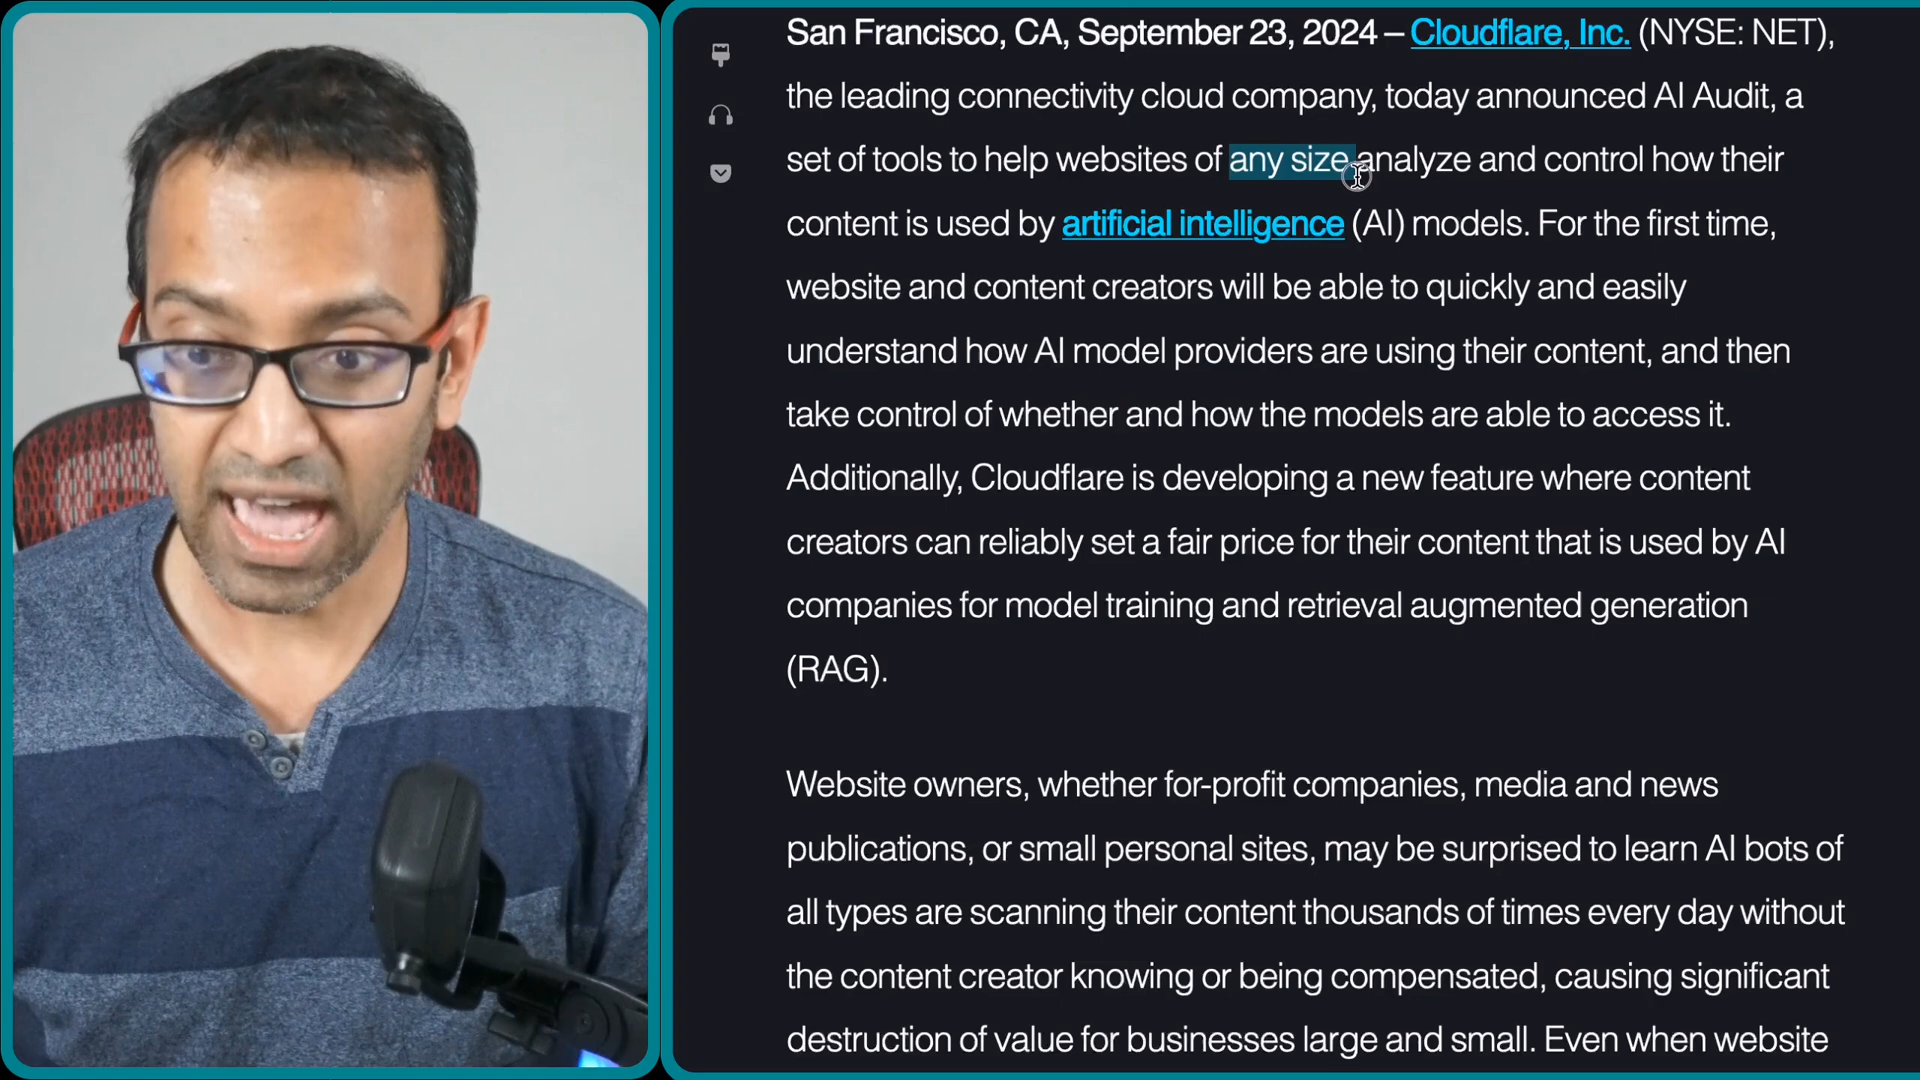 San Francisco, CA, September 23, 2024 – Cloudflare, Inc. (NYSE: NET),
the leading connectivity cloud company, today announced AI Audit, a
set of tools to help websites of any size analyze and control how their
content is used by artificial intelligence (AI) models. For the first time,
website and content creators will be able to quickly and easily
understand how AI model providers are using their content, and then
take control of whether and how the models are able to access it.
Additionally, Cloudflare is developing a new feature where content
creators can reliably set a fair price for their content that is used by AI
companies for model training and retrieval augmented generation
(RAG).
Website owners, whether for-profit companies, media and news
publications, or small personal sites, may be surprised to learn AI bots of
all types are scanning their content thousands of times every day without
the content creator knowing or being compensated, causing significant
destruction of value for businesses large and small. Even when website